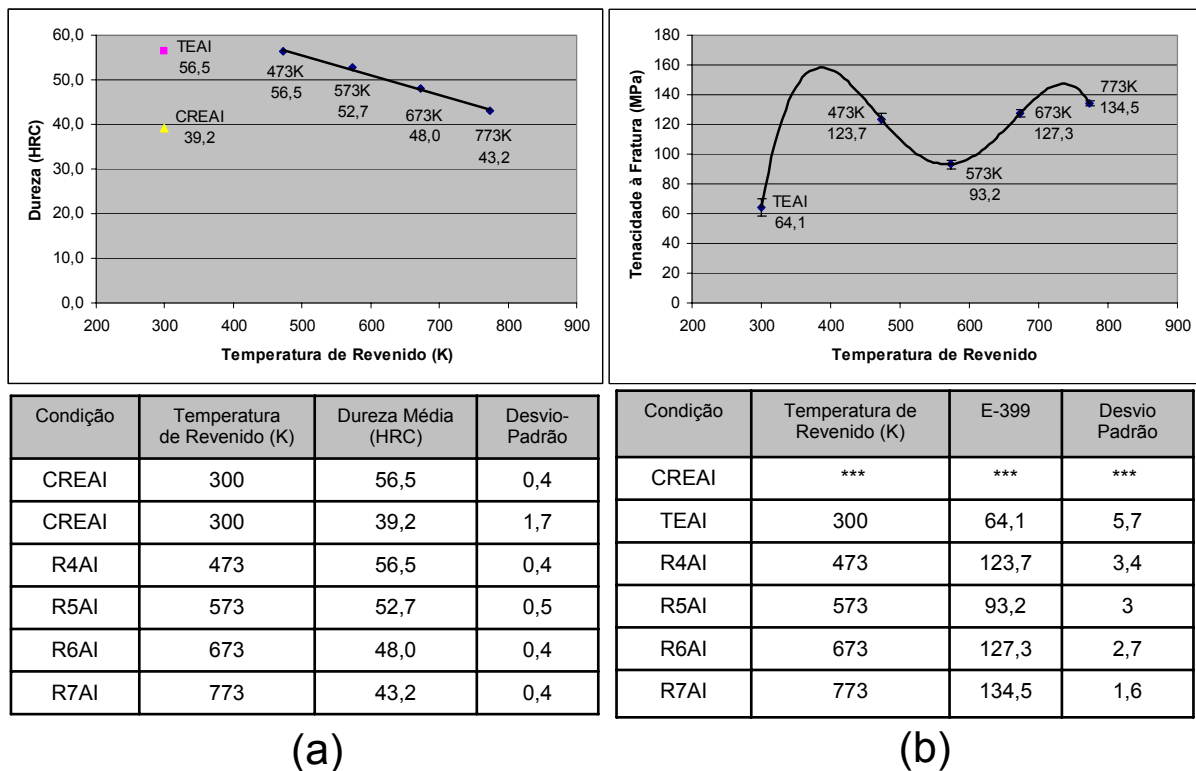 60,0
50,0
40,0
30,0
20,0
10,0
0,0
Dureza (HRC)
TEAI
56,5
CREAI
39,2
473K
56,5
573K
52,7
673K
48,0
773K
43,2
200 300 400 500 600 700 800 900
Temperatura de Revenido (K)
180
160
140
120
100
80
60
40
20
0
Tenacidade à Fratura (MPa)
TEAI
64,1
473K
123,7
573K
93,2
673K
127,3
773K
134,5
200 300 400 500 600 700 800 900
Temperatura de Revenido
Condição Temperatura de Revenido (K) Dureza Média (HRC) Desvio-Padrão
CREAI 300 56,5 0,4
CREAI 300 39,2 1,7
R4AI 473 56,5 0,4
R5AI 573 52,7 0,5
R6AI 673 48,0 0,4
R7AI 773 43,2 0,4
(a)
Condição Temperatura de Revenido (K) E-399 Desvio Padrão
CREAI *** *** ***
TEAI 300 64,1 5,7
R4AI 473 123,7 3,4
R5AI 573 93,2 3
R6AI 673 127,3 2,7
R7AI 773 134,5 1,6
(b)